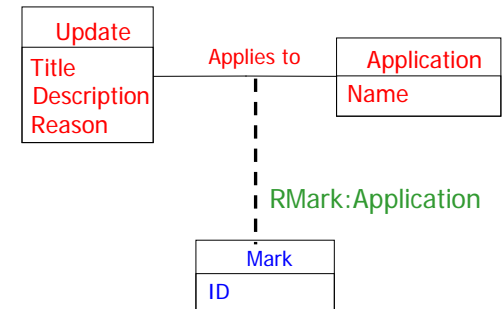 Update
Title
Description
Reason
Applies to
Application
Name
RMark:Application
Mark
ID